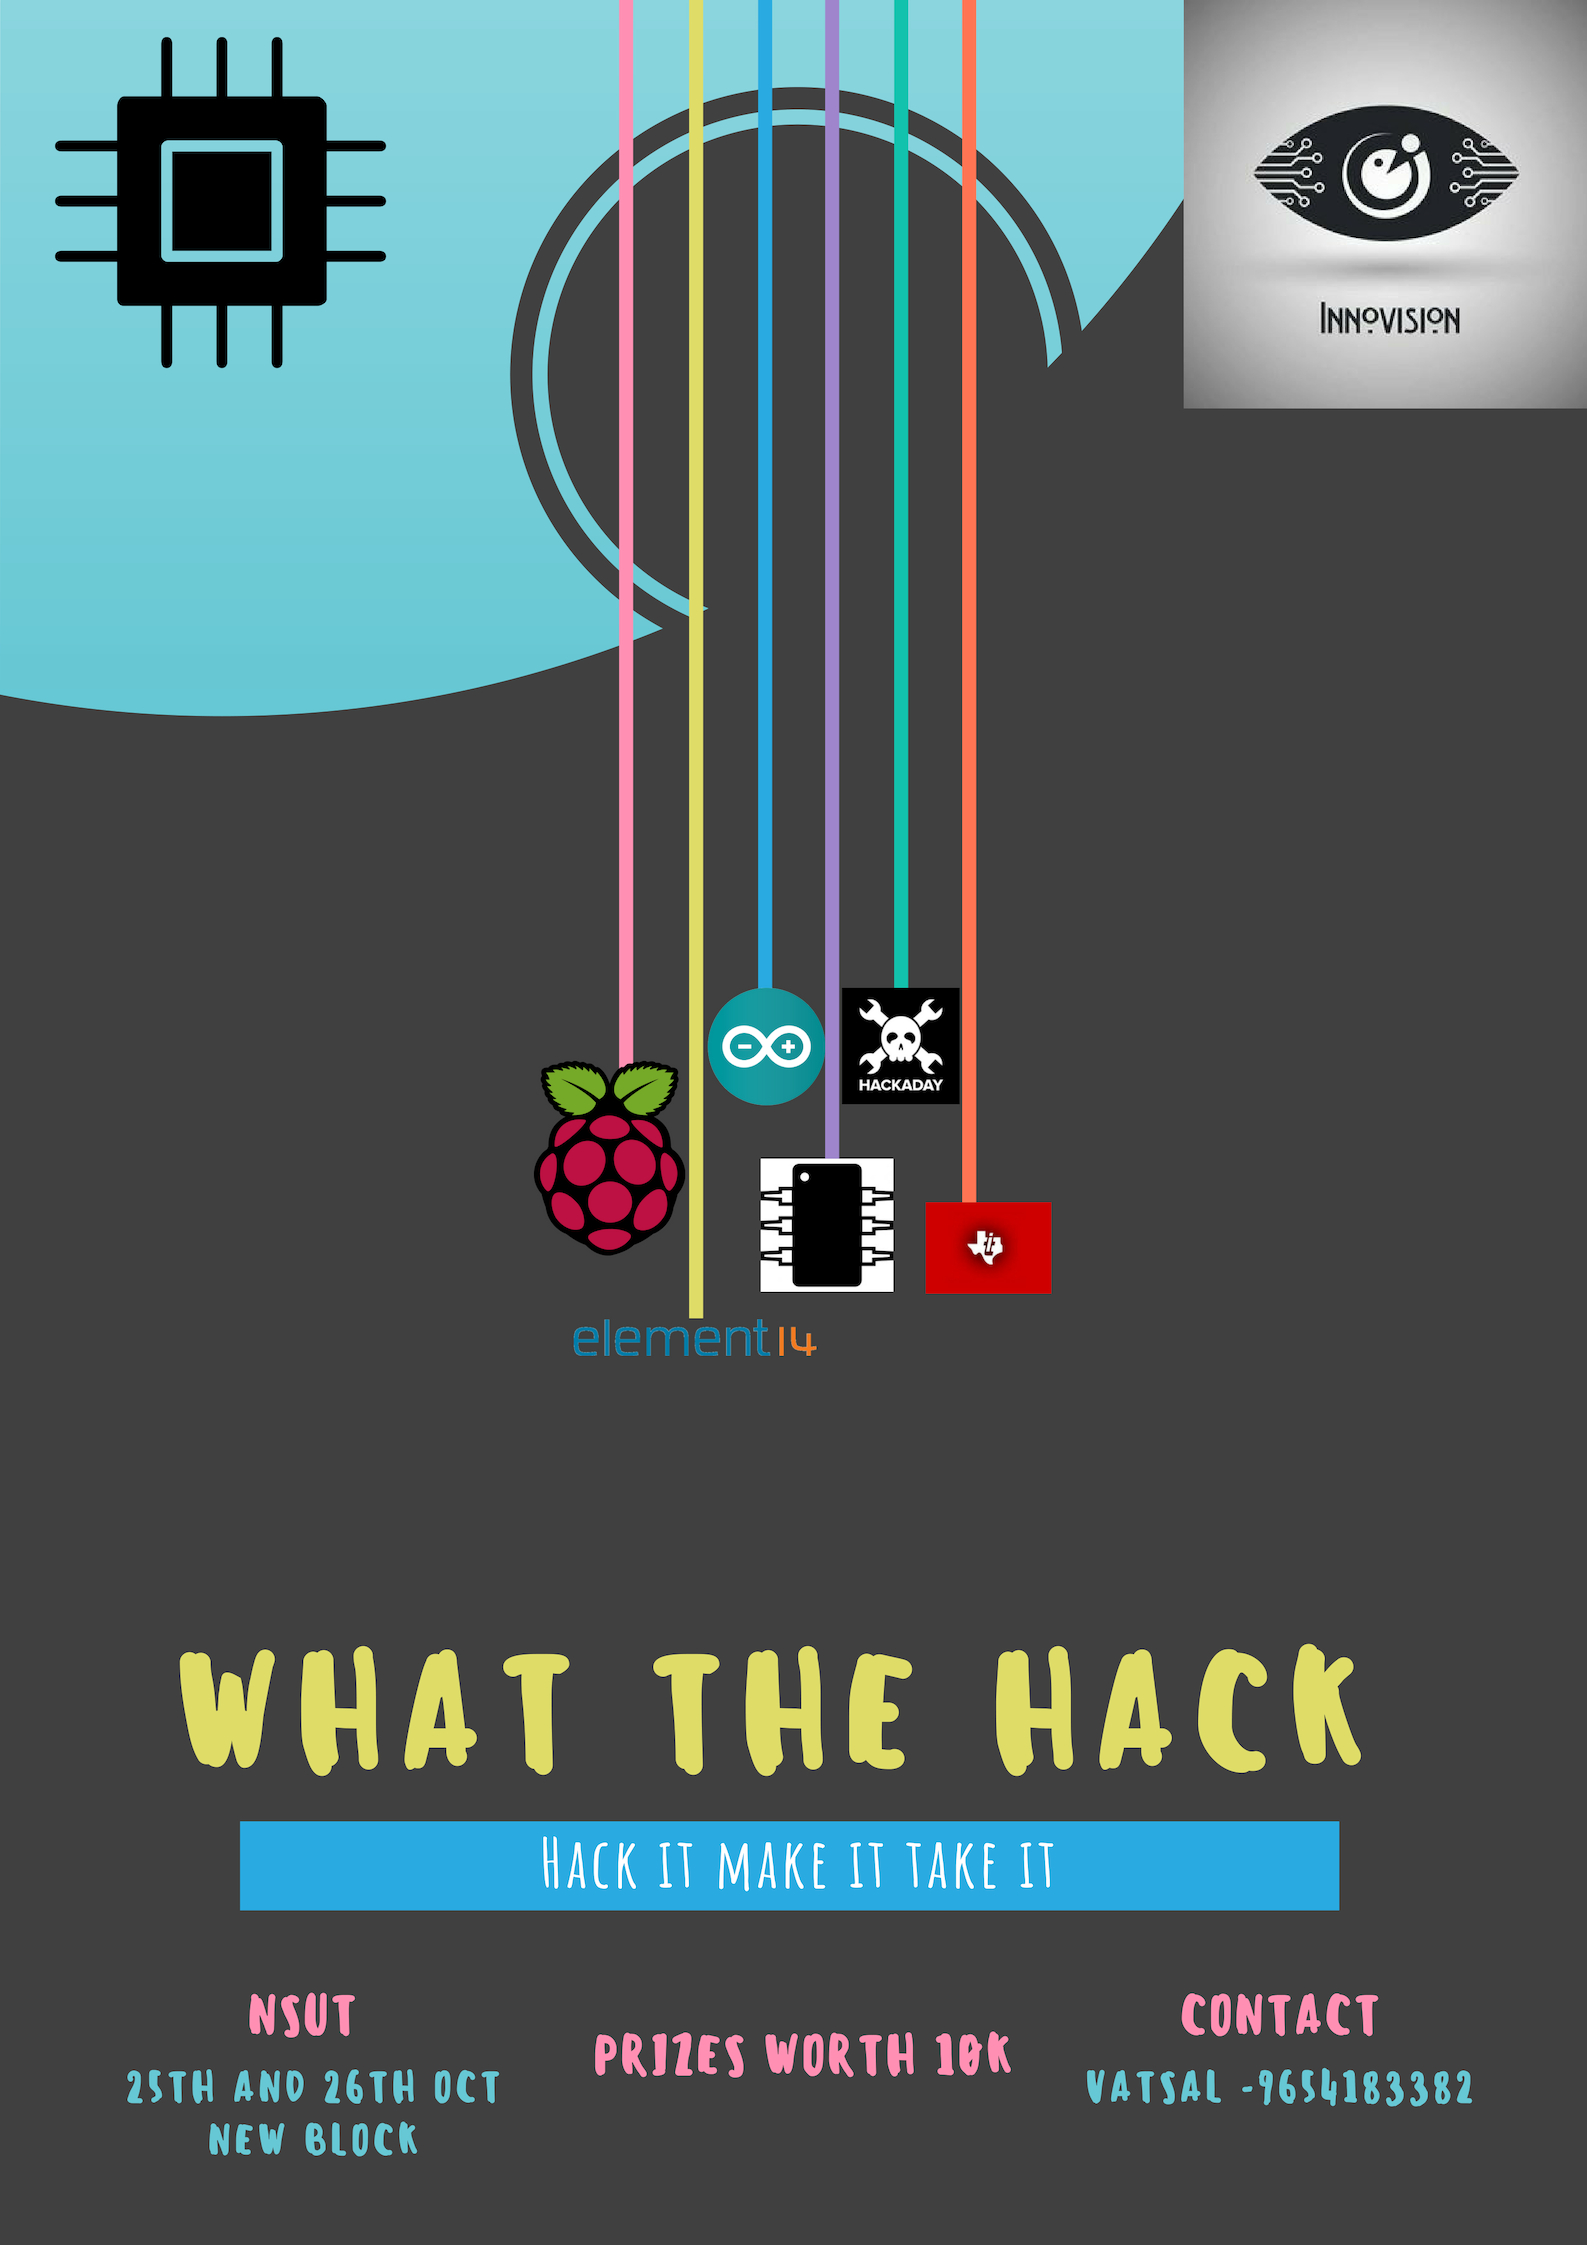 INNOVISION
HACKADAY
element14
WHAT THE HACK
HACK IT MAKE IT TAKE IT
NSUT
25TH AND 26TH OCT
NEW BLOCK
PRIZES WORTH 10K
CONTACT
VATSAL -9654183382